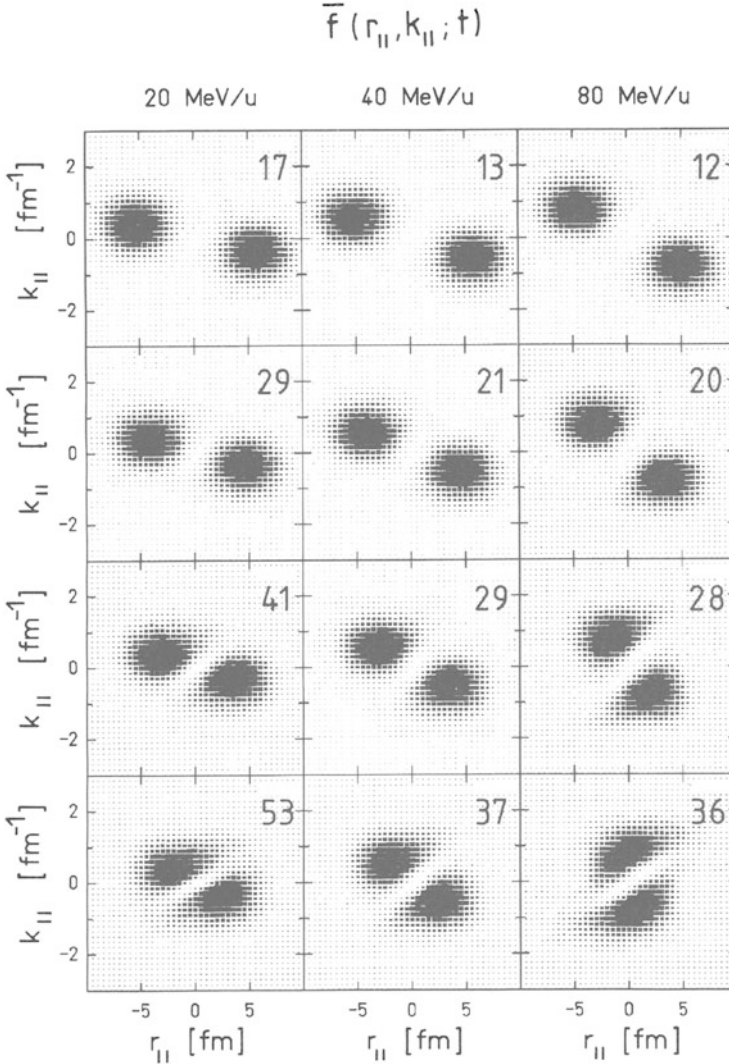 f̅ (r||, k||; t)
20 MeV/u 40 MeV/u 80 MeV/u
k|| [fm⁻¹] 2 0 -2 17 13 12
k|| [fm⁻¹] 2 0 -2 29 21 20
k|| [fm⁻¹] 2 0 -2 41 29 28
k|| [fm⁻¹] 2 0 -2 53 37 36
-5 0 5 -5 0 5 -5 0 5
r|| [fm] r|| [fm] r|| [fm]